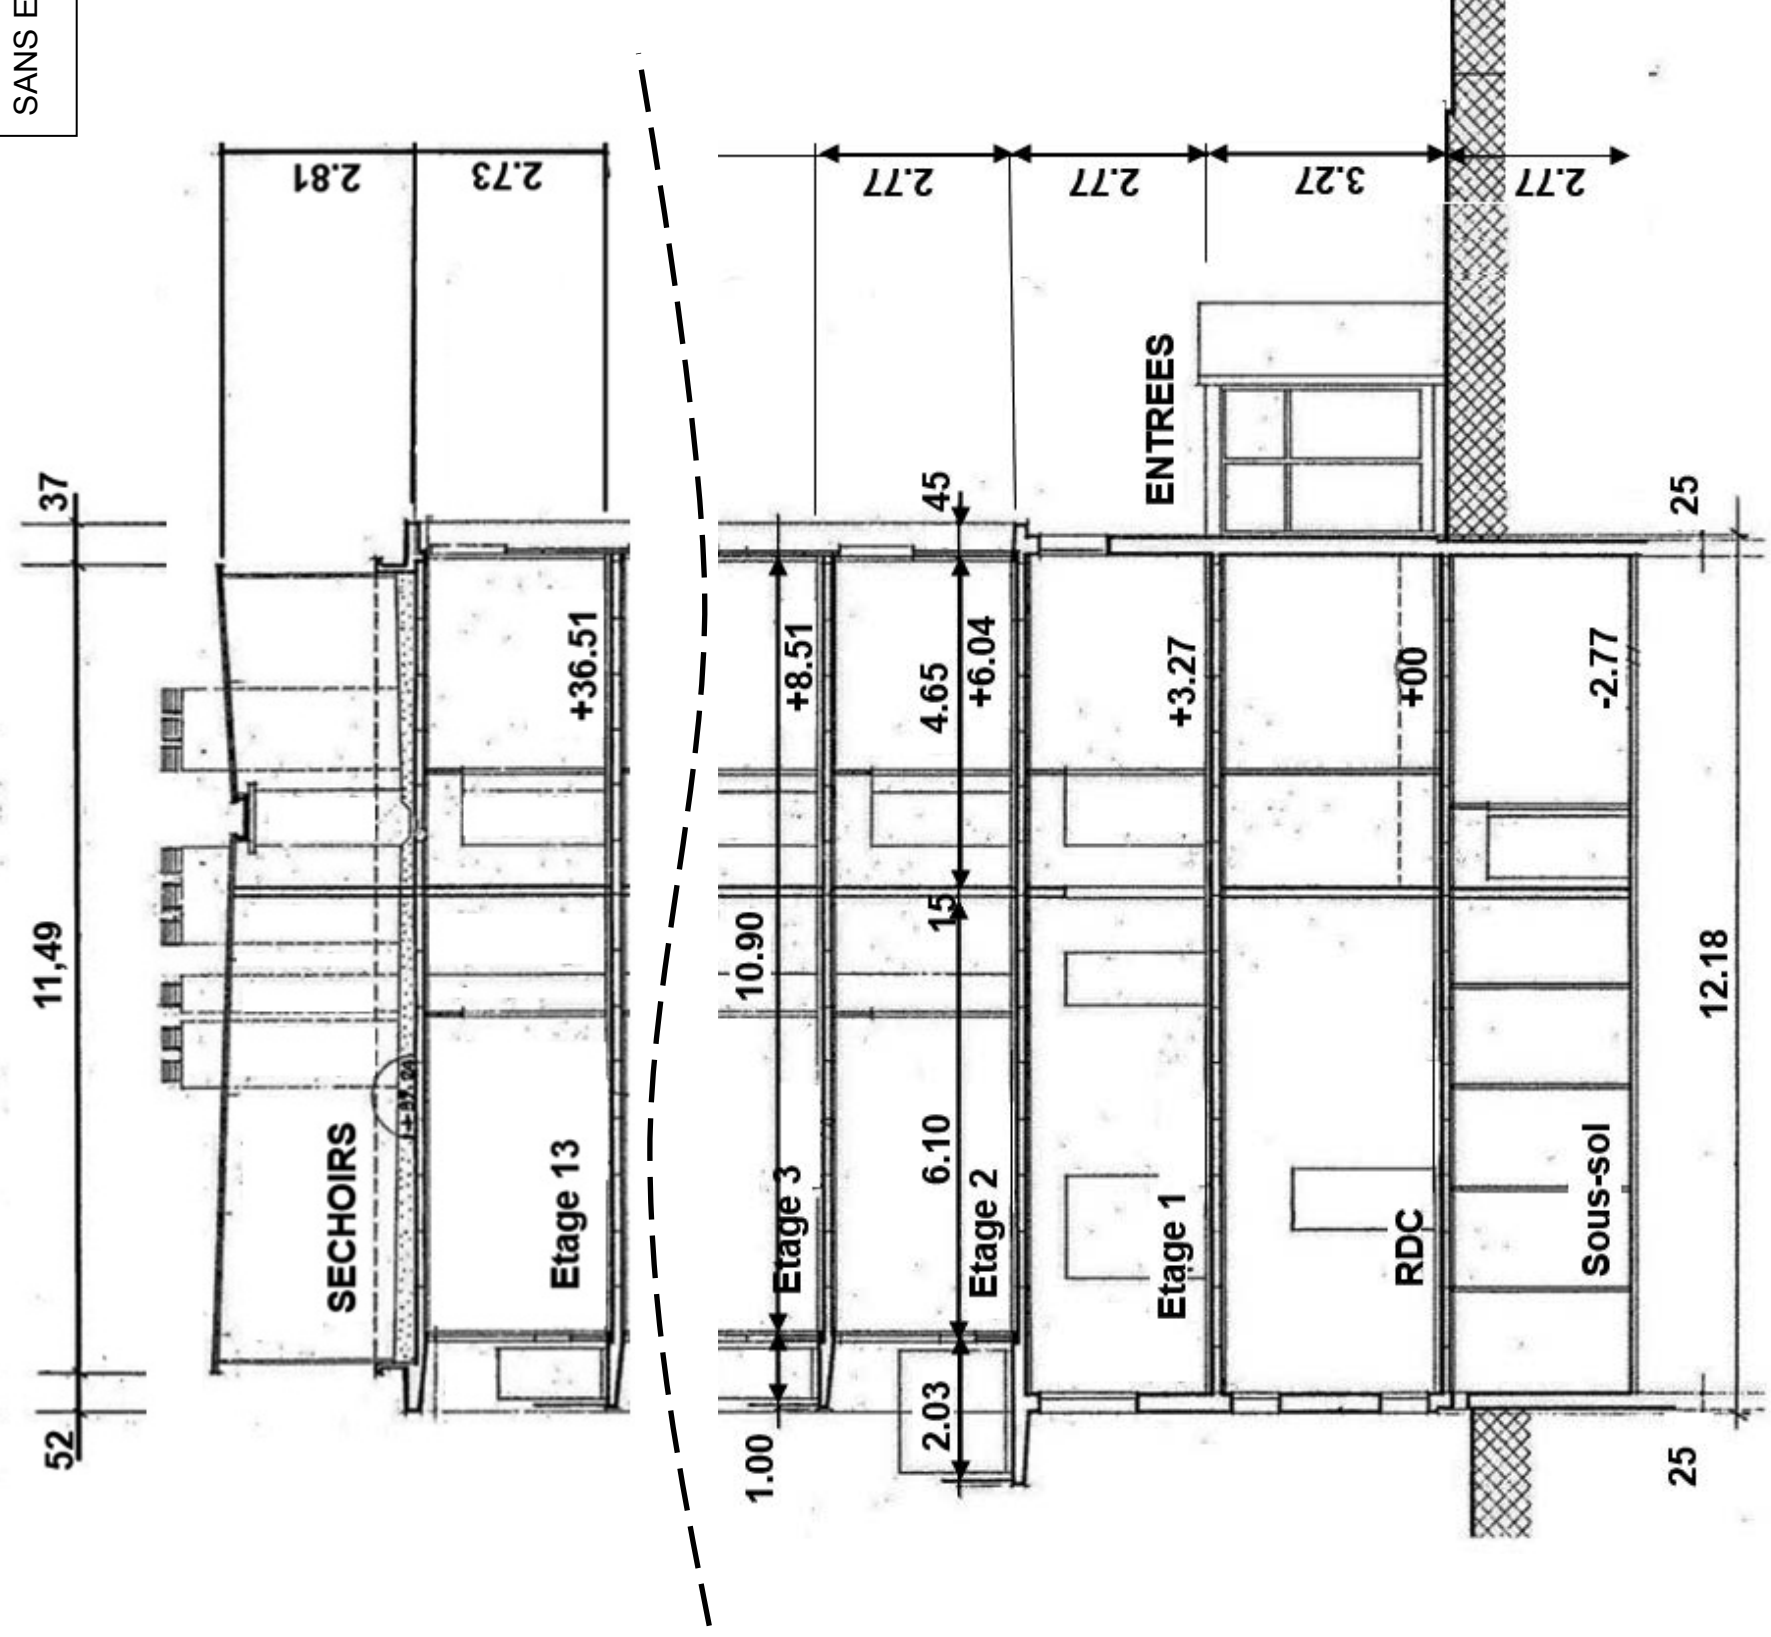 SANS E
52
11,49
37
2.81
SECHOIRS
2.73
Etage 13
+36.51
1.00
10.90
Etage 3
+8.51
2.77
2.03
6.10
15
4.65
45
Etage 2
+6.04
2.77
ENTREES
Etage 1
+3.27
3.27
RDC
+00
2.77
Sous-sol
-2.77
25
25
12.18